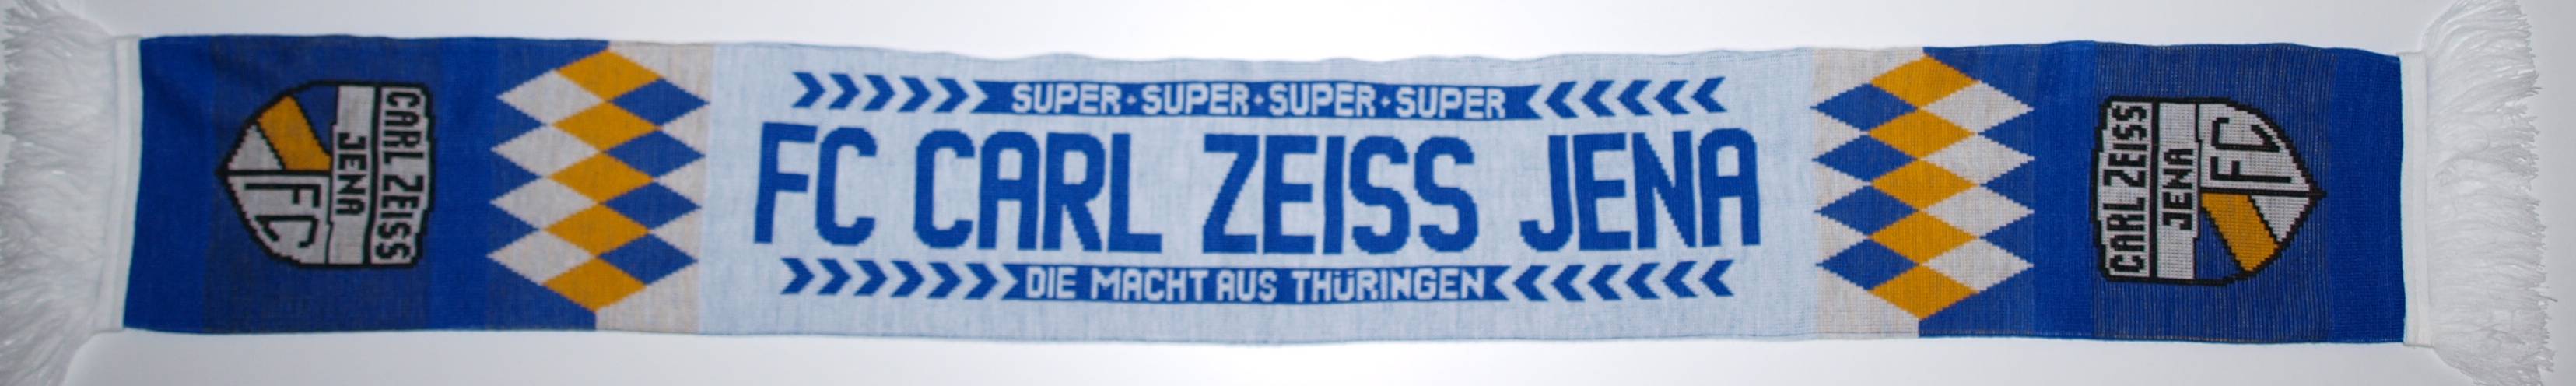 CARL ZEISS
JENA
FC
SUPER·SUPER·SUPER·SUPER
FC CARL ZEISS JENA
DIE MACHT AUS THÜRINGEN
CARL ZEISS
JENA
FC